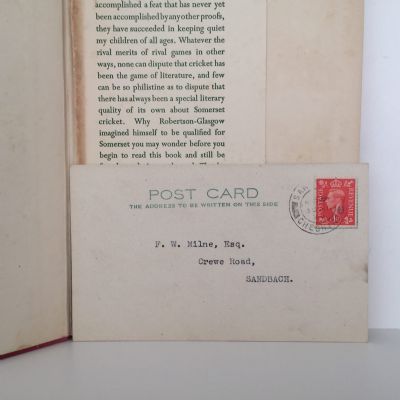 accomplished a feat that has never yet
been accomplished by any other proofs,
they have succeeded in keeping quiet
my children of all ages. Whatever the
rival merits of rival games in other
ways, none can dispute that cricket has
been the game of literature, and few
can be so philistine as to dispute that
there has always been a special literary
quality of its own about Somerset
cricket. Why Robertson-Glasgow
imagined himself to be qualified for
Somerset you may wonder before you
begin to read this book and still be
POST CARD
THE ADDRESS TO BE WRITTEN ON THIS SIDE
POSTAGE
REVENUE
F. W. Milne, Esq.
Crewe Road,
SANDBACH.